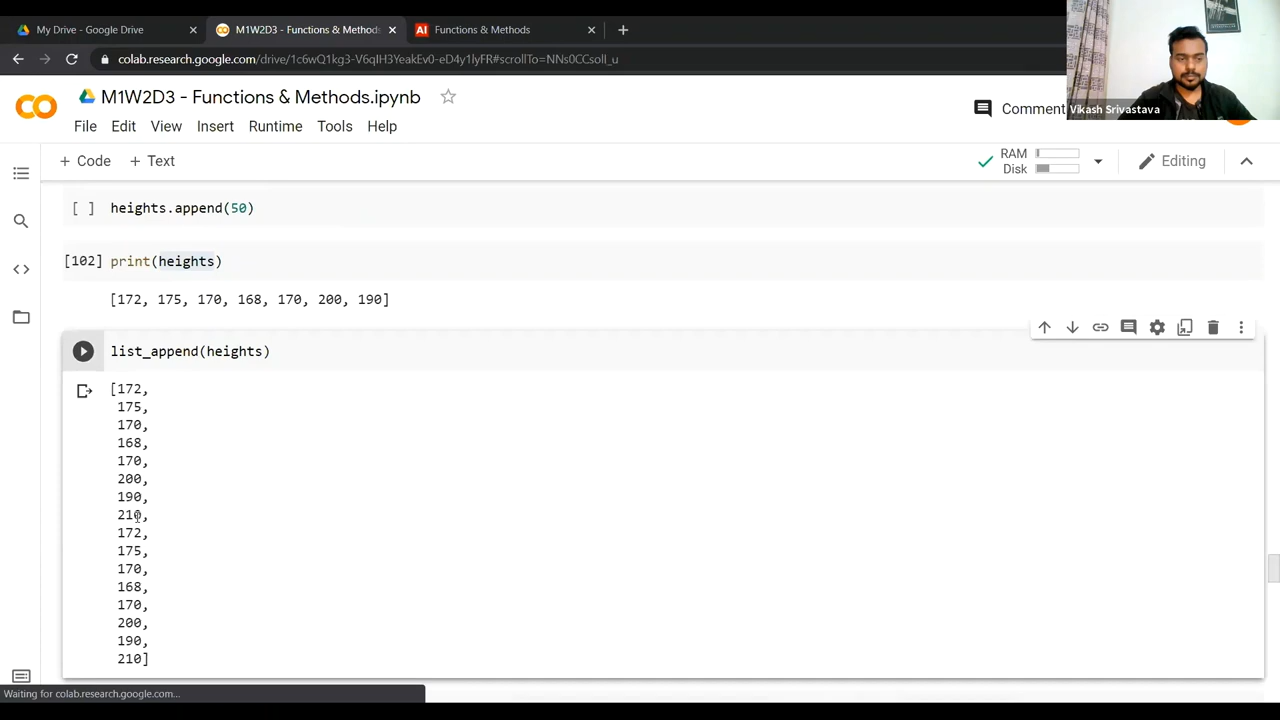 My Drive - Google Drive
M1W2D3 - Functions & Methods
Functions & Methods
colab.research.google.com/drive/1c6wQ1kg3-V6qIH3YeakEv0-eD4y1lyFR#scrollTo=NNs0CCsoll_u
Vikash Srivastava
M1W2D3 - Functions & Methods.ipynb
Comment
File Edit View Insert Runtime Tools Help
+ Code + Text
RAM
Disk
Editing
[ ] heights.append(50)
[102] print(heights)
[172, 175, 170, 168, 170, 200, 190]
list_append(heights)
[172,
175,
170,
168,
170,
200,
190,
210,
172,
175,
170,
168,
170,
200,
190,
210]
Waiting for colab.research.google.com...